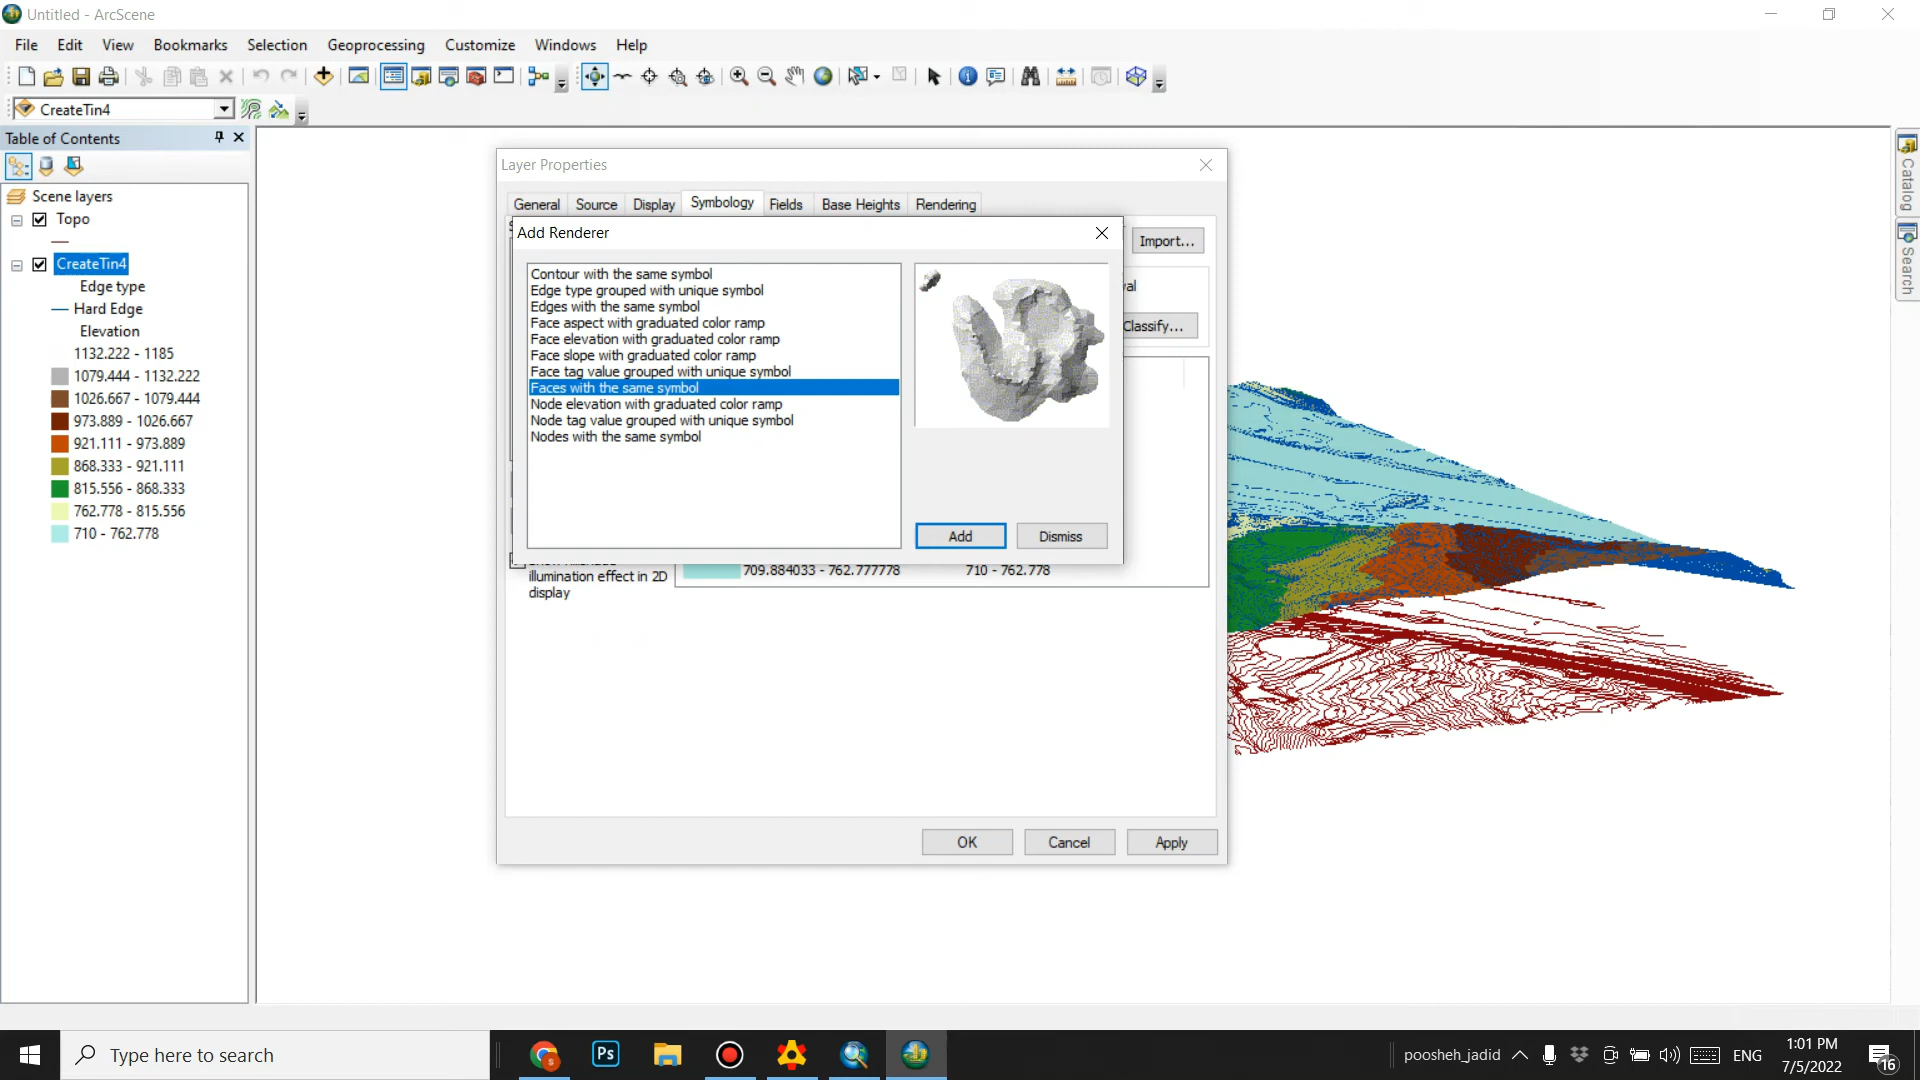 Untitled - ArcScene
File Edit View Bookmarks Selection Geoprocessing Customize Windows Help
CreateTin4
Table of Contents
Scene layers
Topo
CreateTin4
Edge type
Hard Edge
Elevation
1132.222 - 1185
1079.444 - 1132.222
1026.667 - 1079.444
973.889 - 1026.667
921.111 - 973.889
868.333 - 921.111
815.556 - 868.333
762.778 - 815.556
710 - 762.778
Layer Properties
General Source Display Symbology Fields Base Heights Rendering
Add Renderer
Import...
Classify...
Contour with the same symbol
Edge type grouped with unique symbol
Edges with the same symbol
Face aspect with graduated color ramp
Face elevation with graduated color ramp
Face slope with graduated color ramp
Face tag value grouped with unique symbol
Faces with the same symbol
Node elevation with graduated color ramp
Node tag value grouped with unique symbol
Nodes with the same symbol
Add Dismiss
illumination effect in 2D
display
709.884033 - 762.777778 710 - 762.778
OK Cancel Apply
Catalog
Search
Type here to search
Ps
poosheh_jadid
ENG
1:01 PM
7/5/2022
16